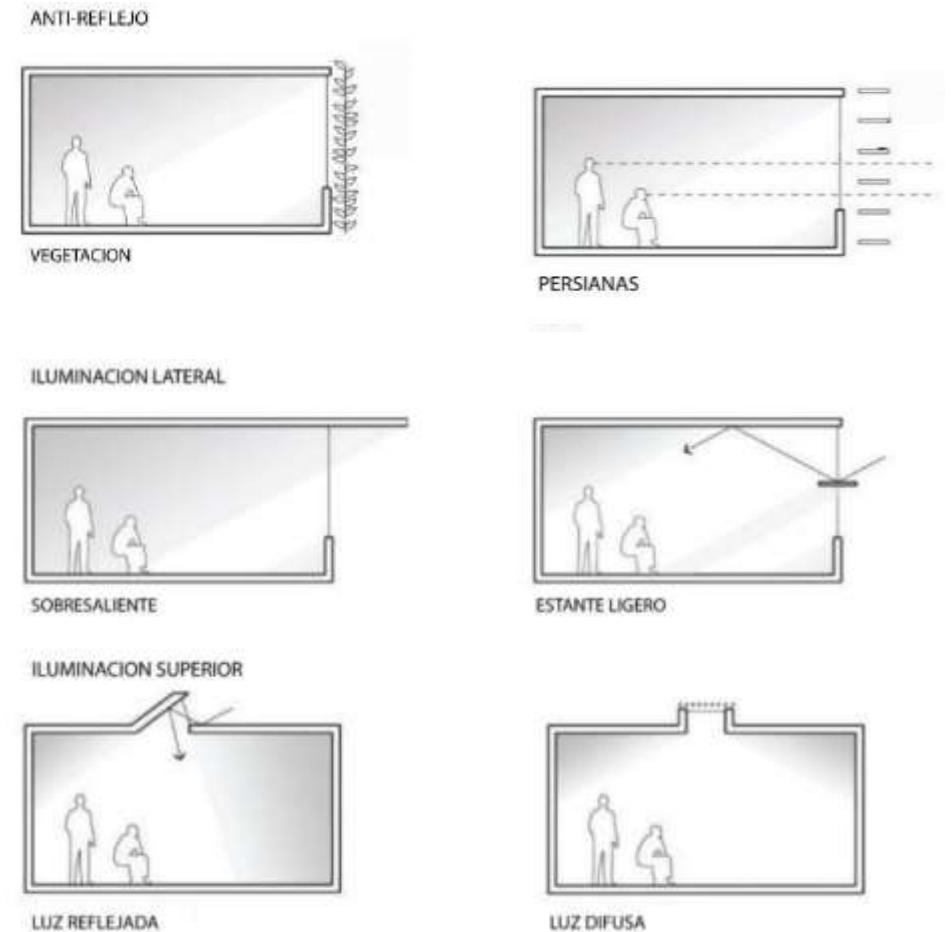 ANTI-REFLEJO
VEGETACION
PERSIANAS
ILUMINACION LATERAL
SOBRESALIENTE
ESTANTE LIGERO
ILUMINACION SUPERIOR
LUZ REFLEJADA
LUZ DIFUSA